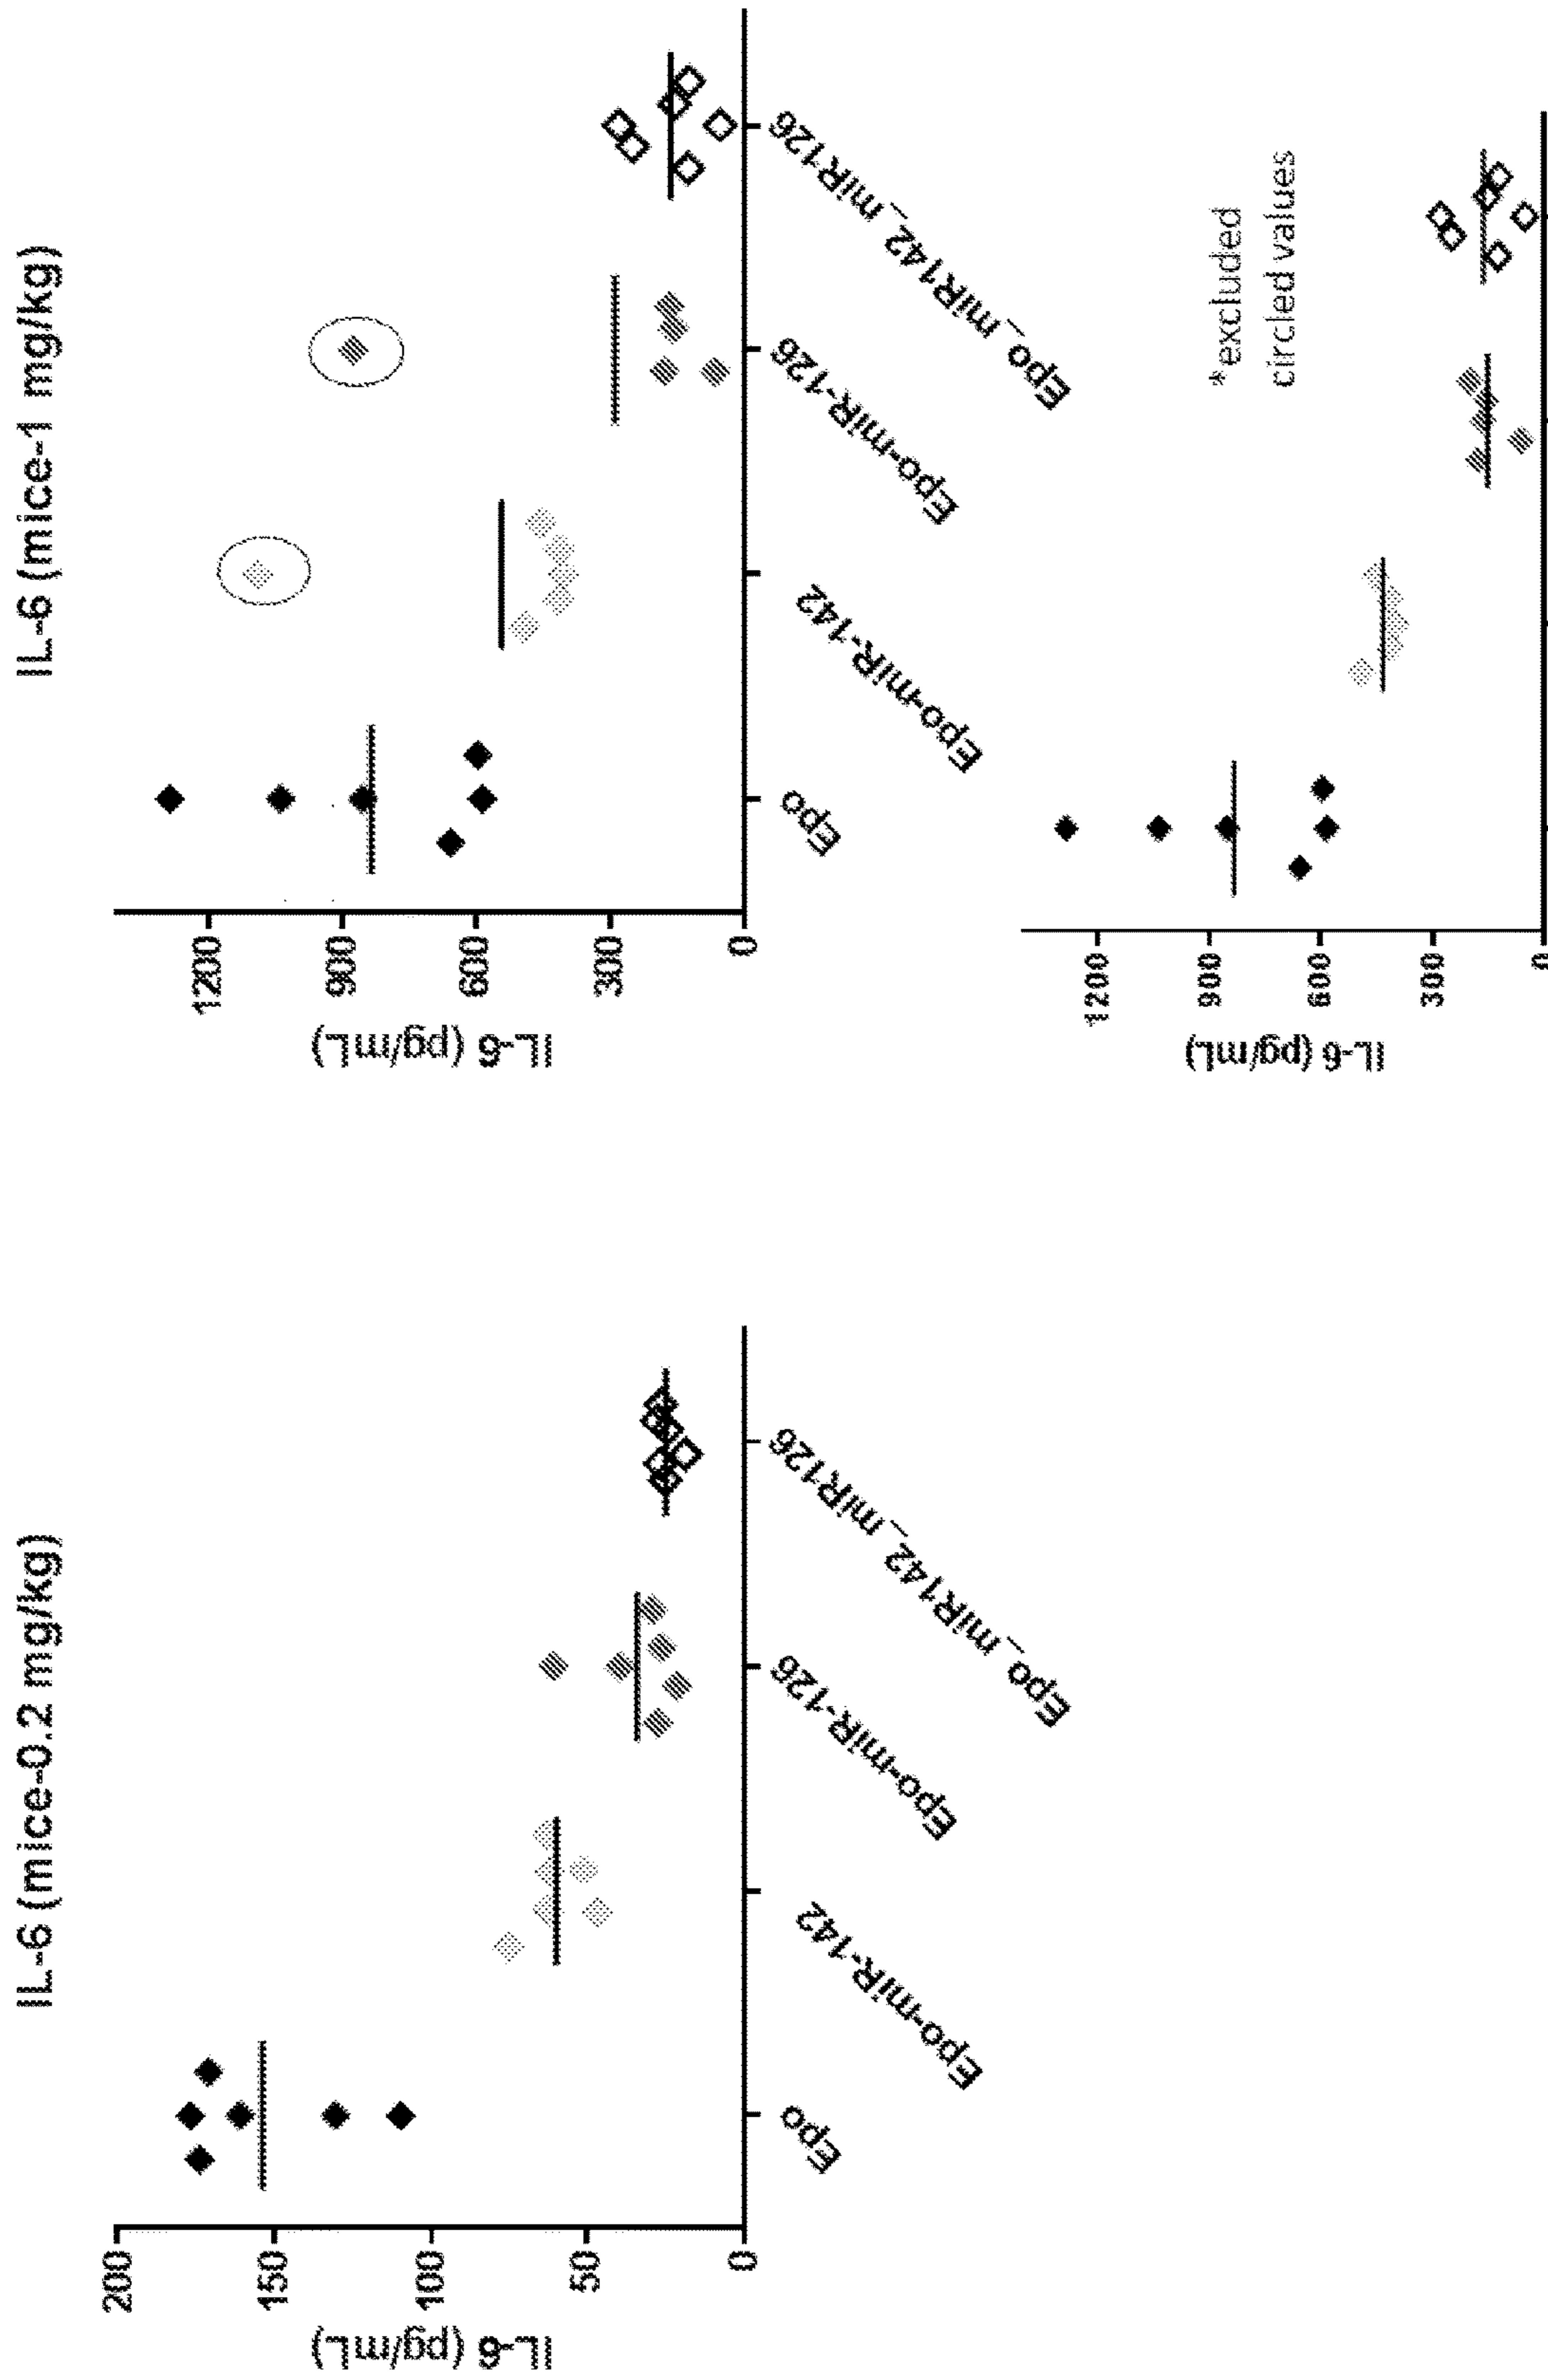 IL-6 (mice-0.2 mg/kg)
IL-6 (pg/mL)
200
150
100
50
0
Epo
Epo-miR-142
Epo-miR-126
Epo_miR142_miR126
IL-6 (mice-1 mg/kg)
IL-6 (pg/mL)
1200
900
600
300
0
Epo
Epo-miR-142
Epo-miR-126
Epo_miR142_miR126
IL-6 (pg/mL)
1200
900
600
300
0
*excluded
circled values